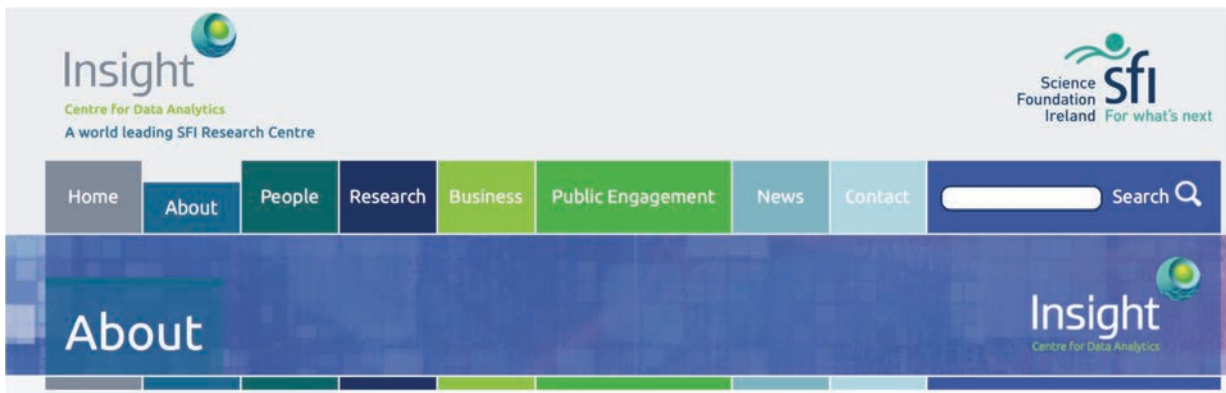 Insight
Centre for Data Analytics
A world leading SFI Research Centre
Science
Foundation
Ireland
sfi
For what's next
Home
About
People
Research
Business
Public Engagement
News
Contact
Search
About
Insight
Centre for Data Analytics